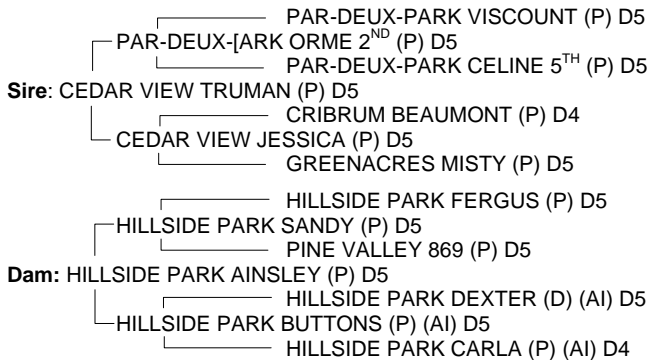 PAR-DEUX-PARK VISCOUNT (P) D5
PAR-DEUX-[ARK ORME 2ND (P) D5
PAR-DEUX-PARK CELINE 5TH (P) D5
Sire: CEDAR VIEW TRUMAN (P) D5
CRIBRUM BEAUMONT (P) D4
CEDAR VIEW JESSICA (P) D5
GREENACRES MISTY (P) D5
HILLSIDE PARK FERGUS (P) D5
HILLSIDE PARK SANDY (P) D5
PINE VALLEY 869 (P) D5
Dam: HILLSIDE PARK AINSLEY (P) D5
HILLSIDE PARK DEXTER (D) (AI) D5
HILLSIDE PARK BUTTONS (P) (AI) D5
HILLSIDE PARK CARLA (P) (AI) D4